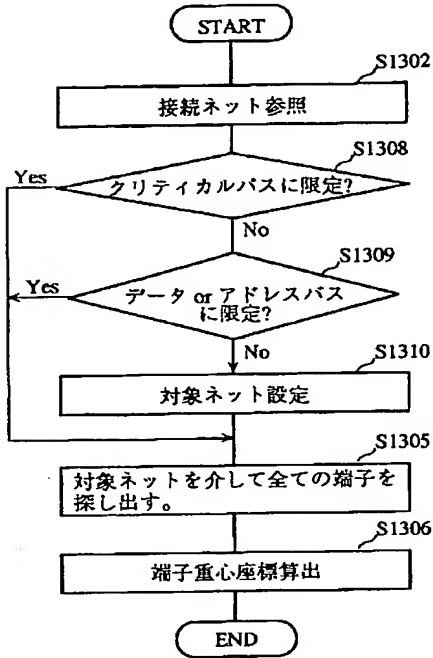 START
S1302
接続ネット参照
S1308
Yes
クリティカルパスに限定?
No
S1309
Yes
データ or アドレスバス
に限定?
No
S1310
対象ネット設定
S1305
対象ネットを介して全ての端子を
探し出す。
S1306
端子重心座標算出
END